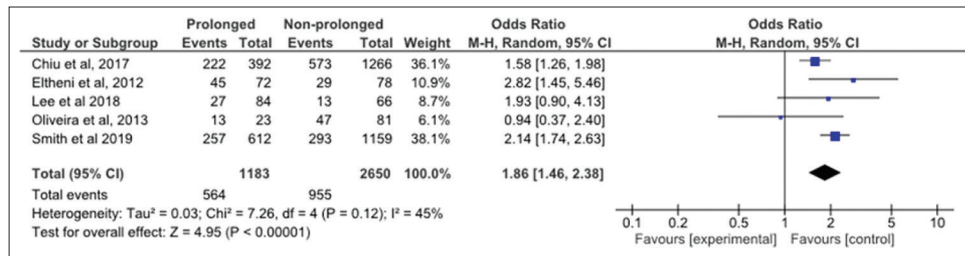 Prolonged Non-prolonged Odds Ratio Odds Ratio
Study or Subgroup Events Total Events Total Weight M-H, Random, 95% CI M-H, Random, 95% CI
Chiu et al, 2017 222 392 573 1266 36.1% 1.58 [1.26, 1.98]
Eltheni et al, 2012 45 72 29 78 10.9% 2.82 [1.45, 5.46]
Lee et al 2018 27 84 13 66 8.7% 1.93 [0.90, 4.13]
Oliveira et al, 2013 13 23 47 81 6.1% 0.94 [0.37, 2.40]
Smith et al 2019 257 612 293 1159 38.1% 2.14 [1.74, 2.63]
Total (95% CI) 1183 2650 100.0% 1.86 [1.46, 2.38]
Total events 564 955
Heterogeneity: Tau² = 0.03; Chi² = 7.26, df = 4 (P = 0.12); I² = 45%
Test for overall effect: Z = 4.95 (P < 0.00001)
0.1 0.2 0.5 1 2 5 10
Favours [experimental] Favours [control]